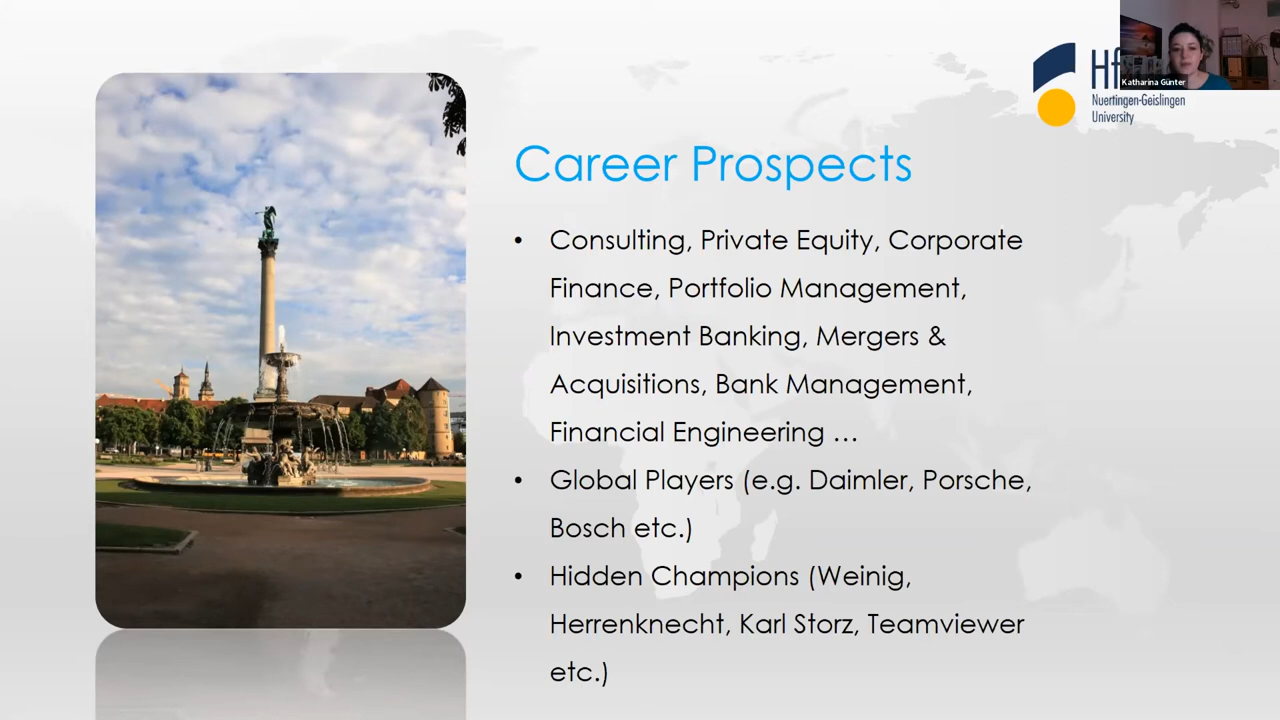 Katharina Günter
Nuertingen-Geislingen
University
Career Prospects
• Consulting, Private Equity, Corporate
Finance, Portfolio Management,
Investment Banking, Mergers &
Acquisitions, Bank Management,
Financial Engineering …
• Global Players (e.g. Daimler, Porsche,
Bosch etc.)
• Hidden Champions (Weinig,
Herrenknecht, Karl Storz, Teamviewer
etc.)